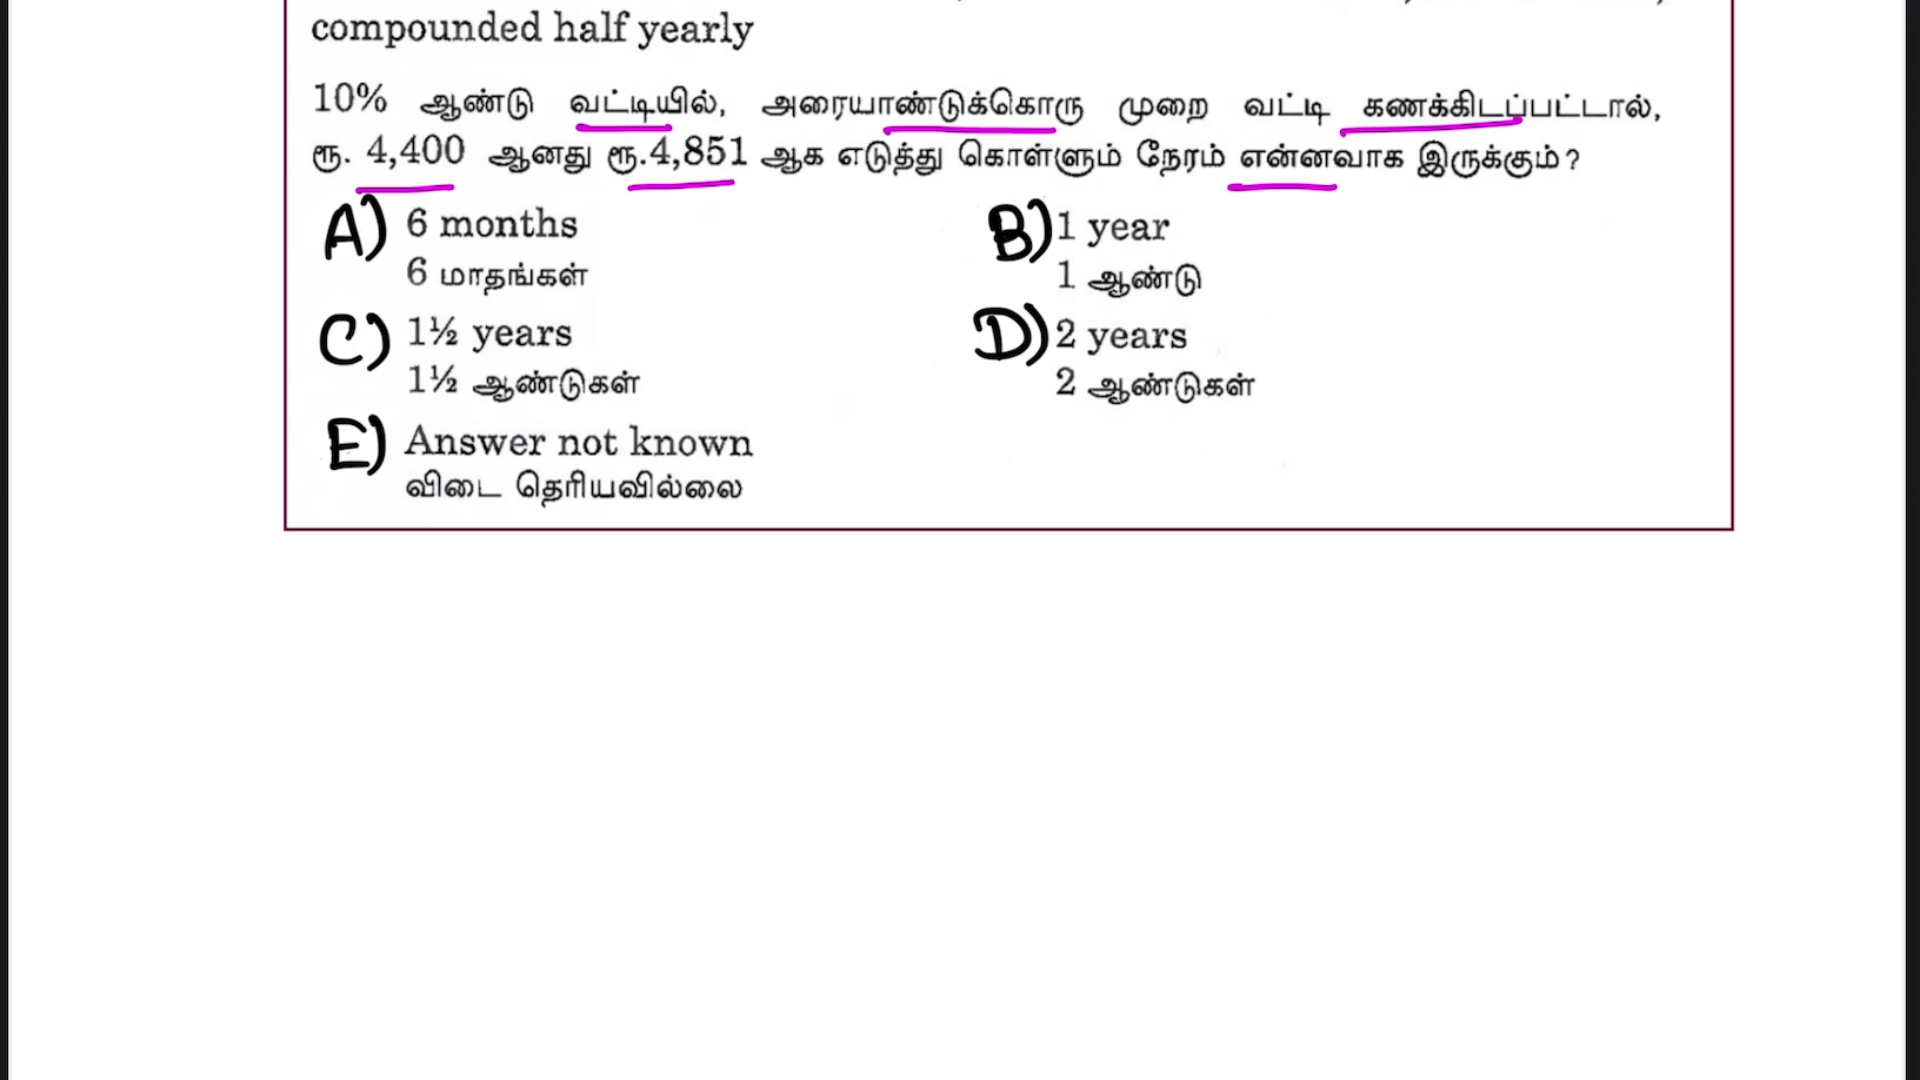 compounded half yearly
10% ஆண்டு வட்டியில், அரையாண்டுக்கொரு முறை வட்டி கணக்கிடப்பட்டால்,
ரூ. 4,400 ஆனது ரூ.4,851 ஆக எடுத்து கொள்ளும் நேரம் என்னவாக இருக்கும்?
A) 6 months B) 1 year
6 மாதங்கள் 1 ஆண்டு
C) 1½ years D) 2 years
1½ ஆண்டுகள் 2 ஆண்டுகள்
E) Answer not known
விடை தெரியவில்லை